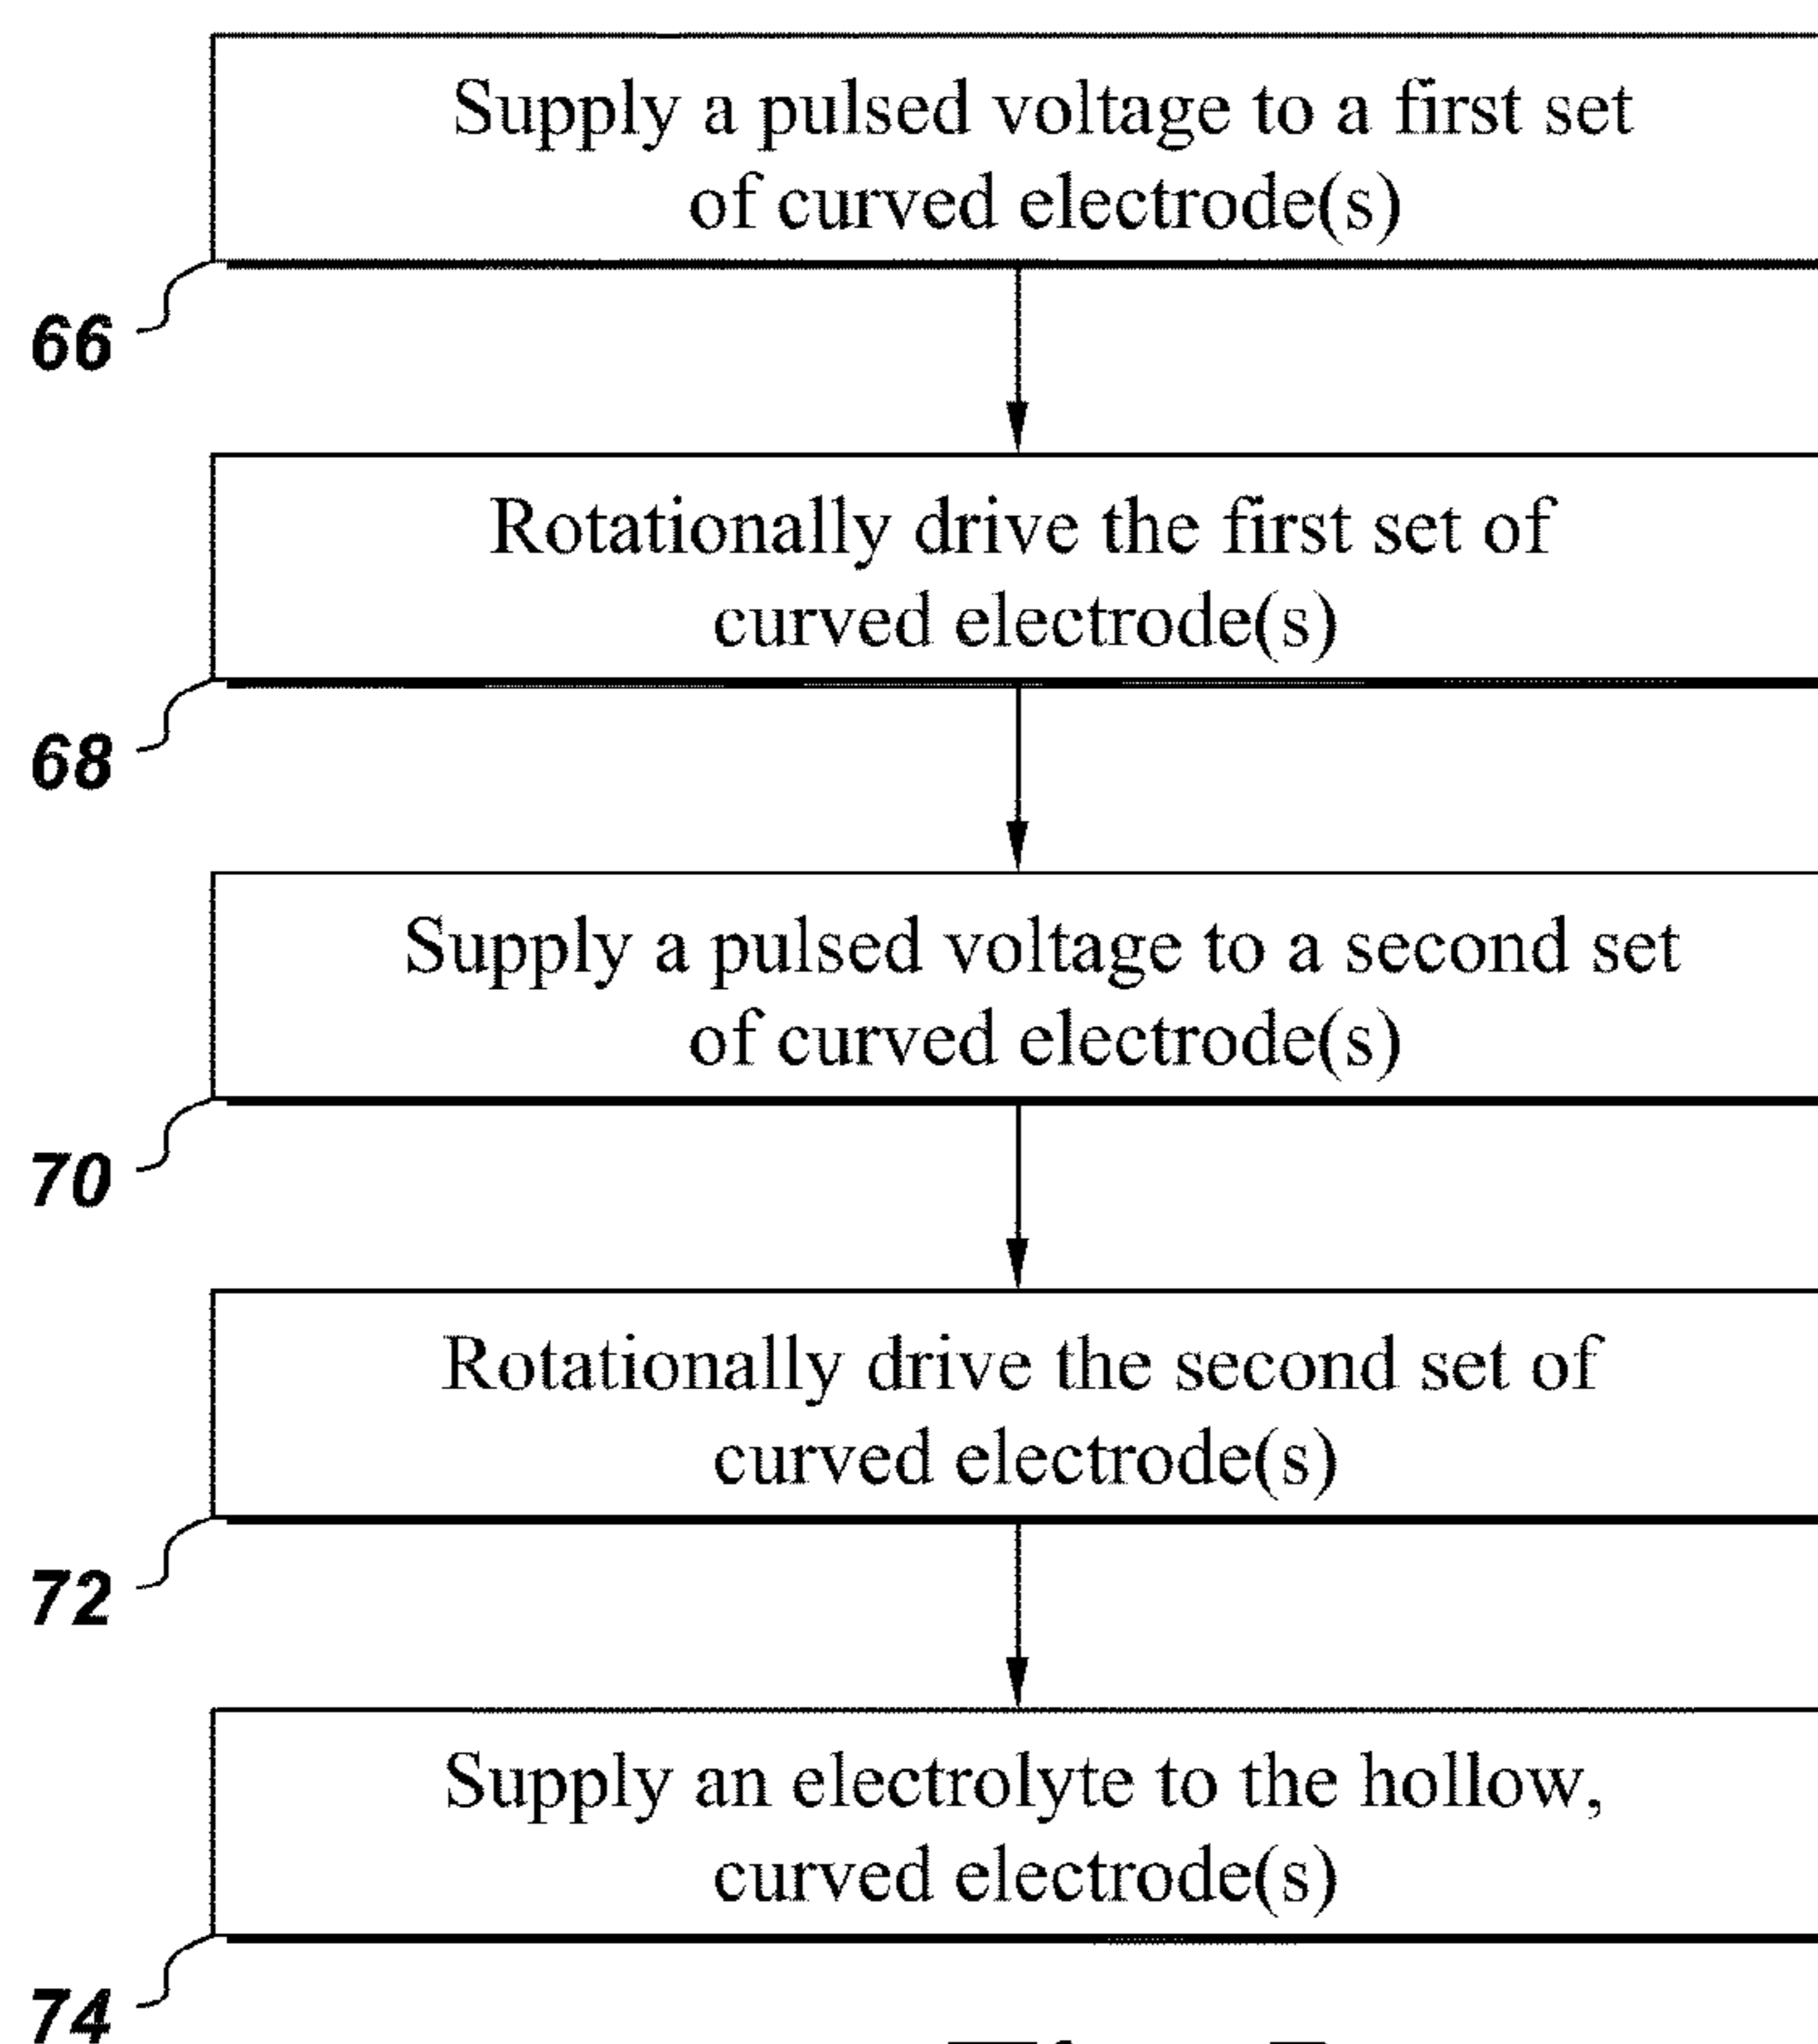 Supply a pulsed voltage to a first set
of curved electrode(s)
66
Rotationally drive the first set of
curved electrode(s)
68
Supply a pulsed voltage to a second set
of curved electrode(s)
70
Rotationally drive the second set of
curved electrode(s)
72
Supply an electrolyte to the hollow,
curved electrode(s)
74